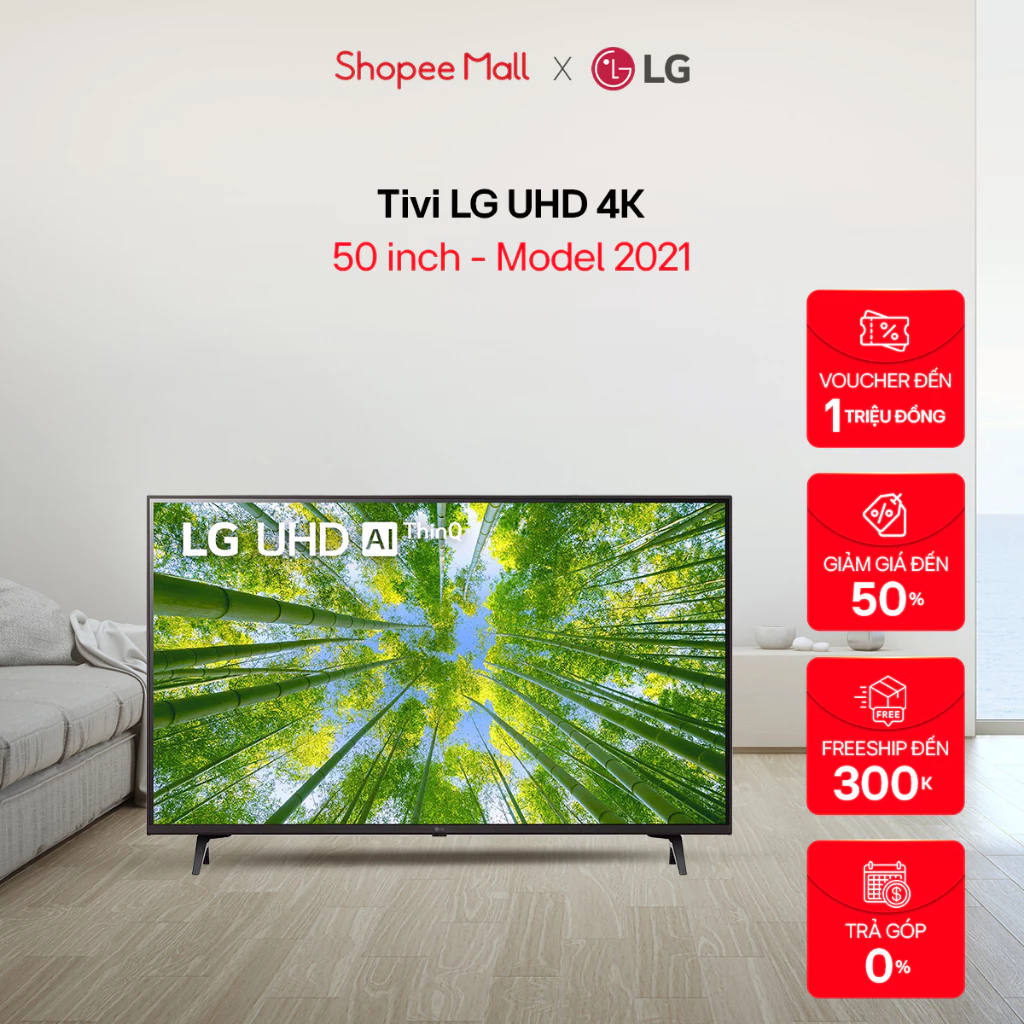 Shopee Mall X LG
Tivi LG UHD 4K
50 inch - Model 2021
LG UHD AI ThinQ
VOUCHER ĐẾN
1 TRIỆU ĐỒNG
GIẢM GIÁ ĐẾN
50%
FREE
FREESHIP ĐẾN
300K
TRẢ GÓP
0%